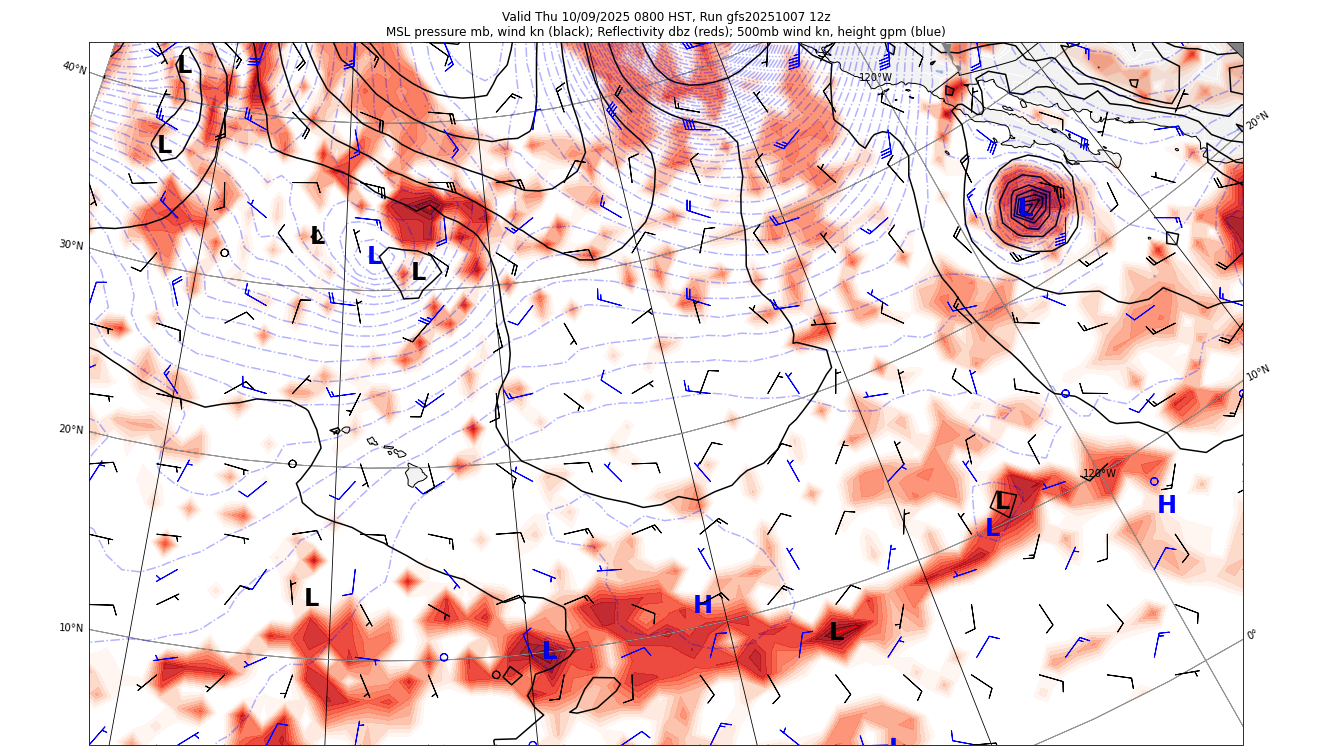 Valid Thu 10/09/2025 0800 HST, Run gfs20251007 12z
MSL pressure mb, wind kn (black); Reflectivity dbz (reds); 500mb wind kn, height gpm (blue)
40°N
L
120°W
20°N
L
L
L
30°N
L
L
L
10°N
20°N
120°W
L
H
L
L
H
10°N
L
0°
L
L